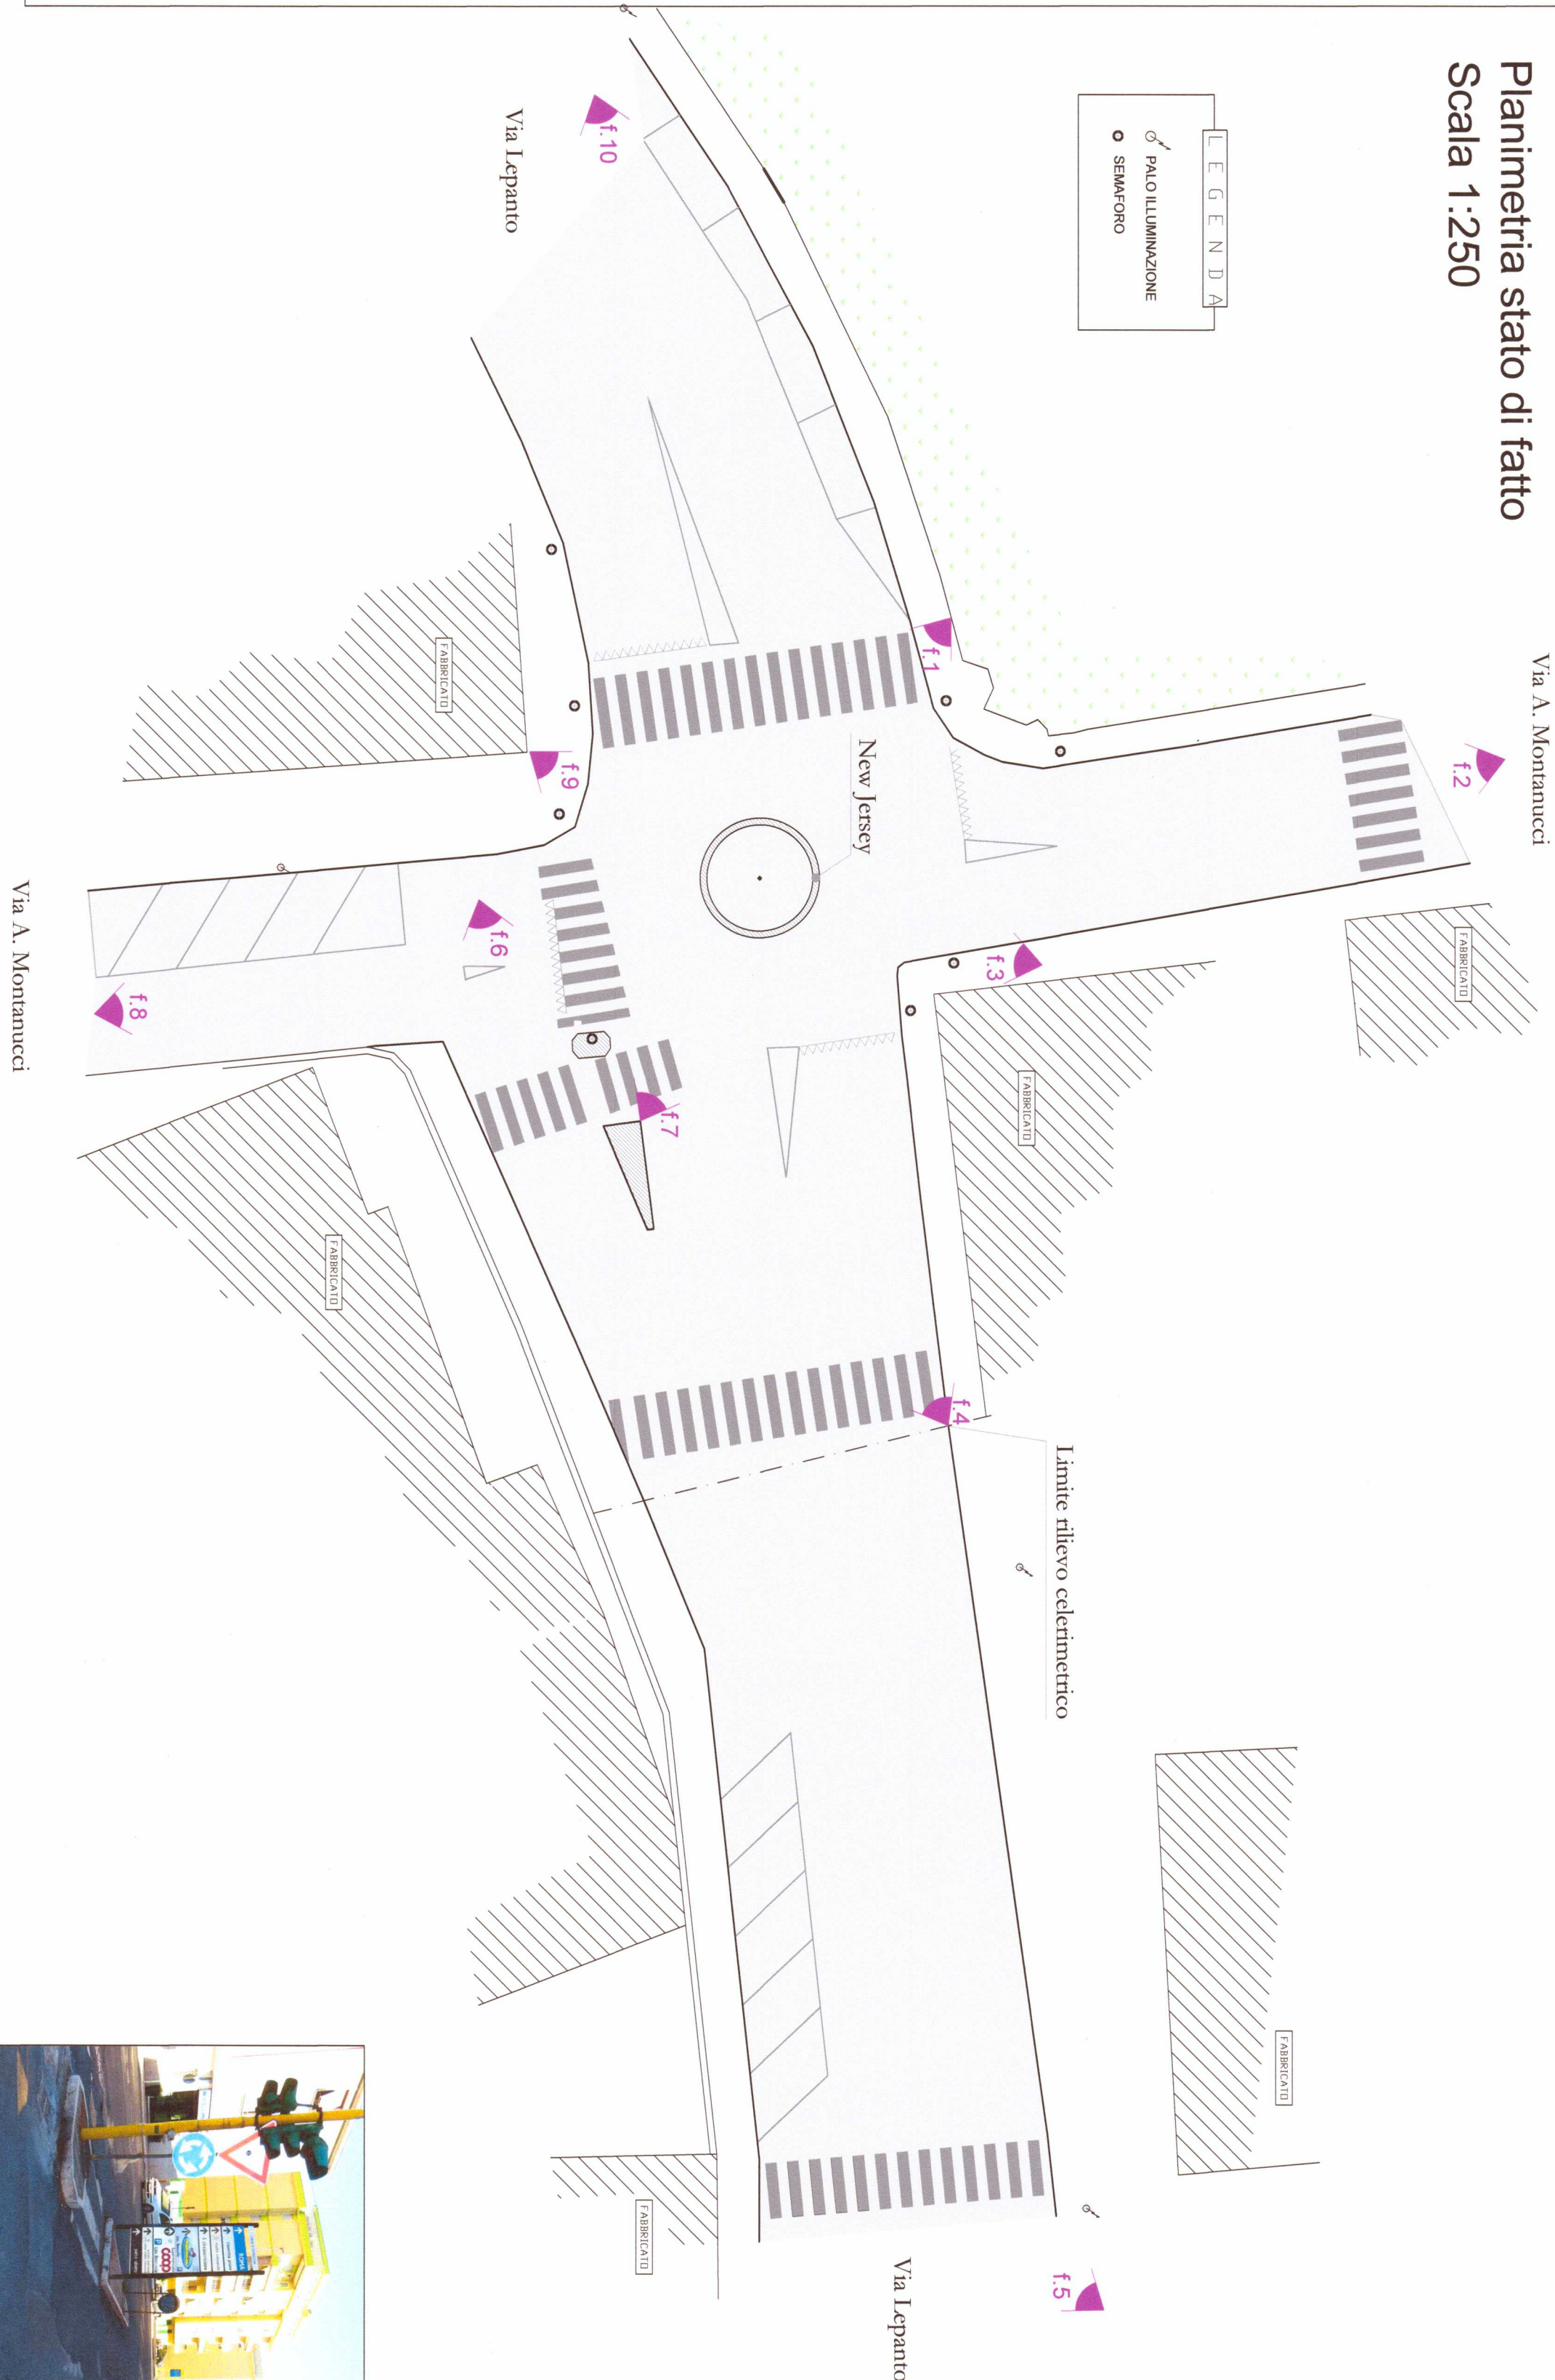 Planimetria stato di fatto
Scala 1:250
LEGENDA
PALO ILLUMINAZIONE
SEMAFORO
Via A. Montanucci
f.2
FABBRICATO
Via Lepanto
f.10
f.1
New Jersey
f.3
FABBRICATO
Limite rilievo celerimetrico
f.4
FABBRICATO
f.9
f.6
f.7
f.8
FABBRICATO
Via A. Montanucci
FABBRICATO
FABBRICATO
Via Lepanto
f.5
ROMA
coop